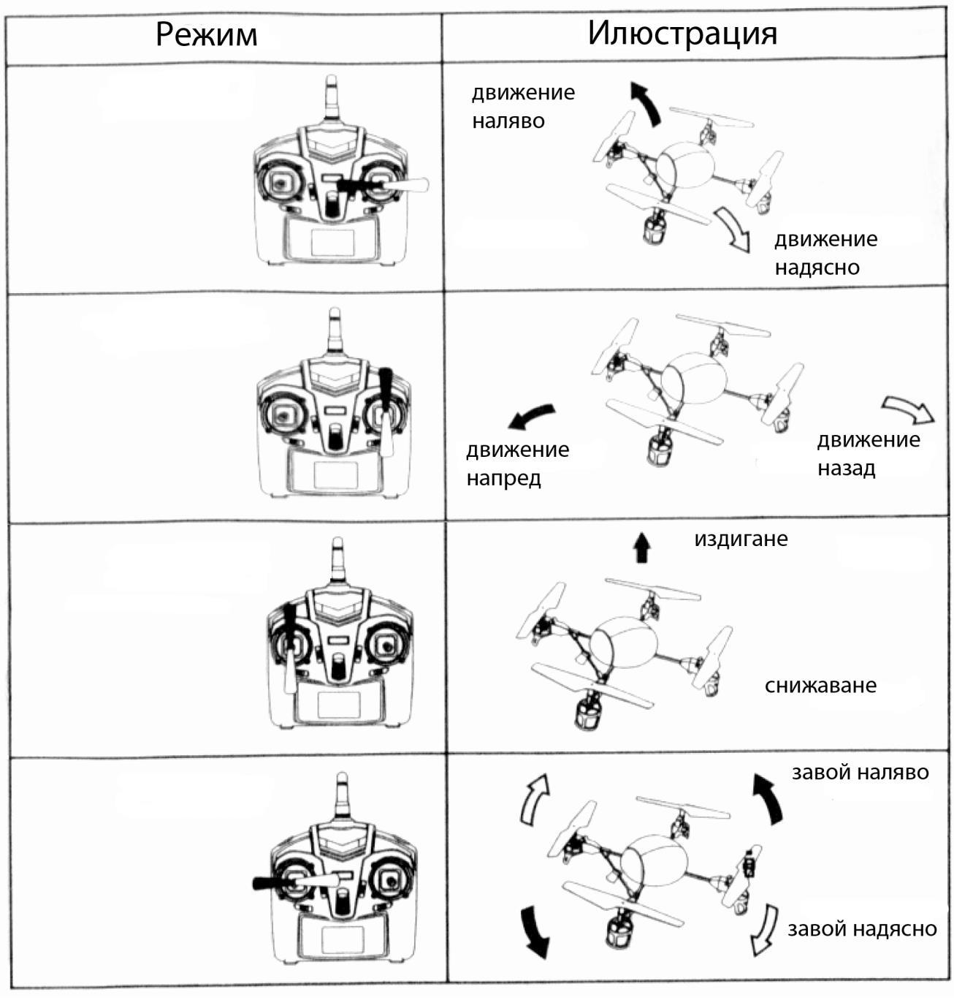 Режим
Илюстрация
движение
наляво
движение
надясно
движение
напред
движение
назад
издигане
снижаване
завой наляво
завой надясно